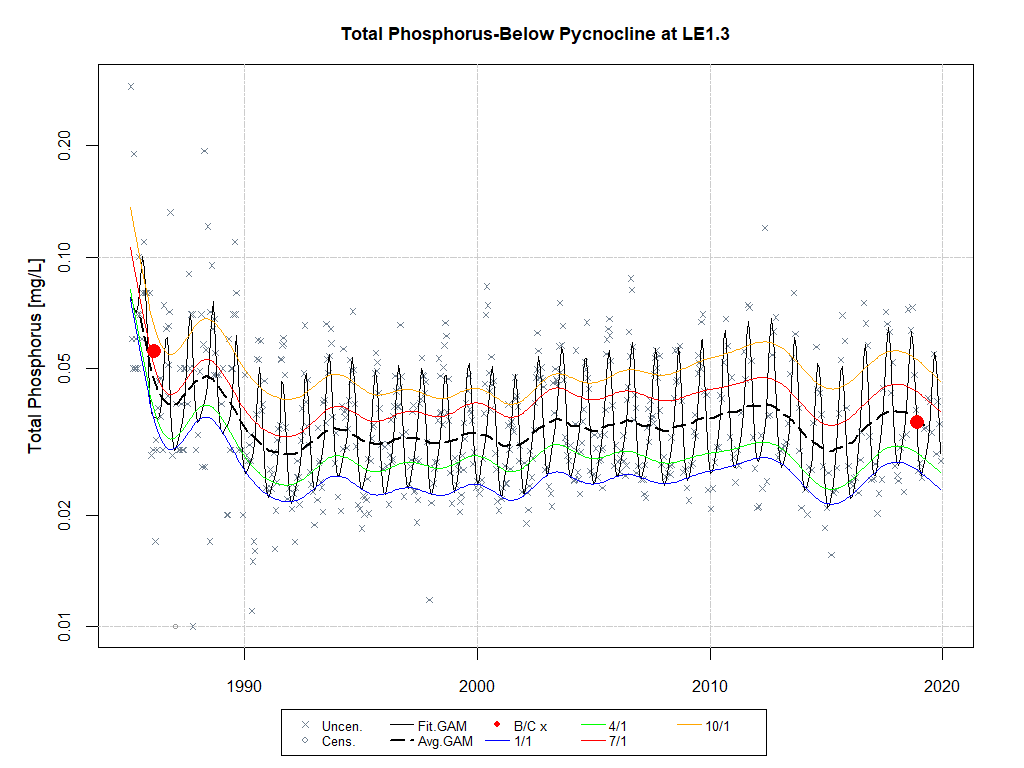 Total Phosphorus-Below Pycnocline at LE1.3
Total Phosphorus [mg/L]
0.20
0.10
0.05
0.02
0.01
1990 2000 2010 2020
Uncen. Fit.GAM B/C x 4/1 10/1
Cens. Avg.GAM 1/1 7/1